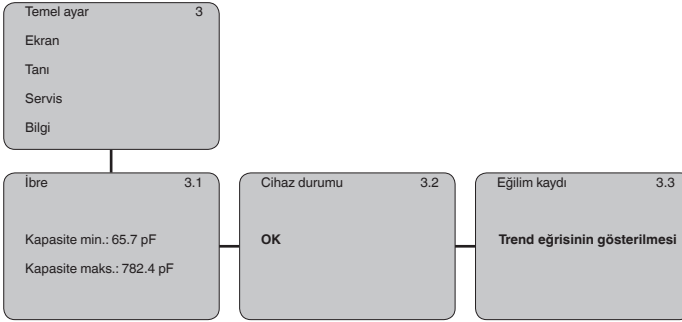 Temel ayar 3
Ekran
Tanı
Servis
Bilgi
İbre 3.1
Kapasite min.: 65.7 pF
Kapasite maks.: 782.4 pF
Cihaz durumu 3.2
OK
Eğilim kaydı 3.3
Trend eğrisinin gösterilmesi